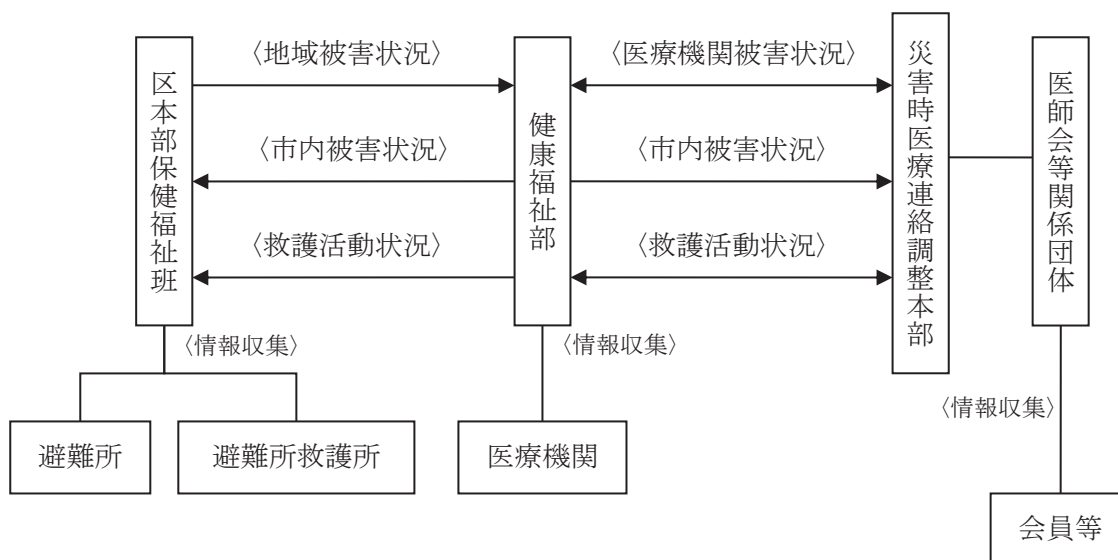 〈地域被害状況〉
〈医療機関被害状況〉
区本部保健福祉班
健康福祉部
災害時医療連絡調整本部
医師会等関係団体
〈市内被害状況〉
〈市内被害状況〉
〈救護活動状況〉
〈救護活動状況〉
〈情報収集〉
〈情報収集〉
〈情報収集〉
避難所
避難所救護所
医療機関
会員等